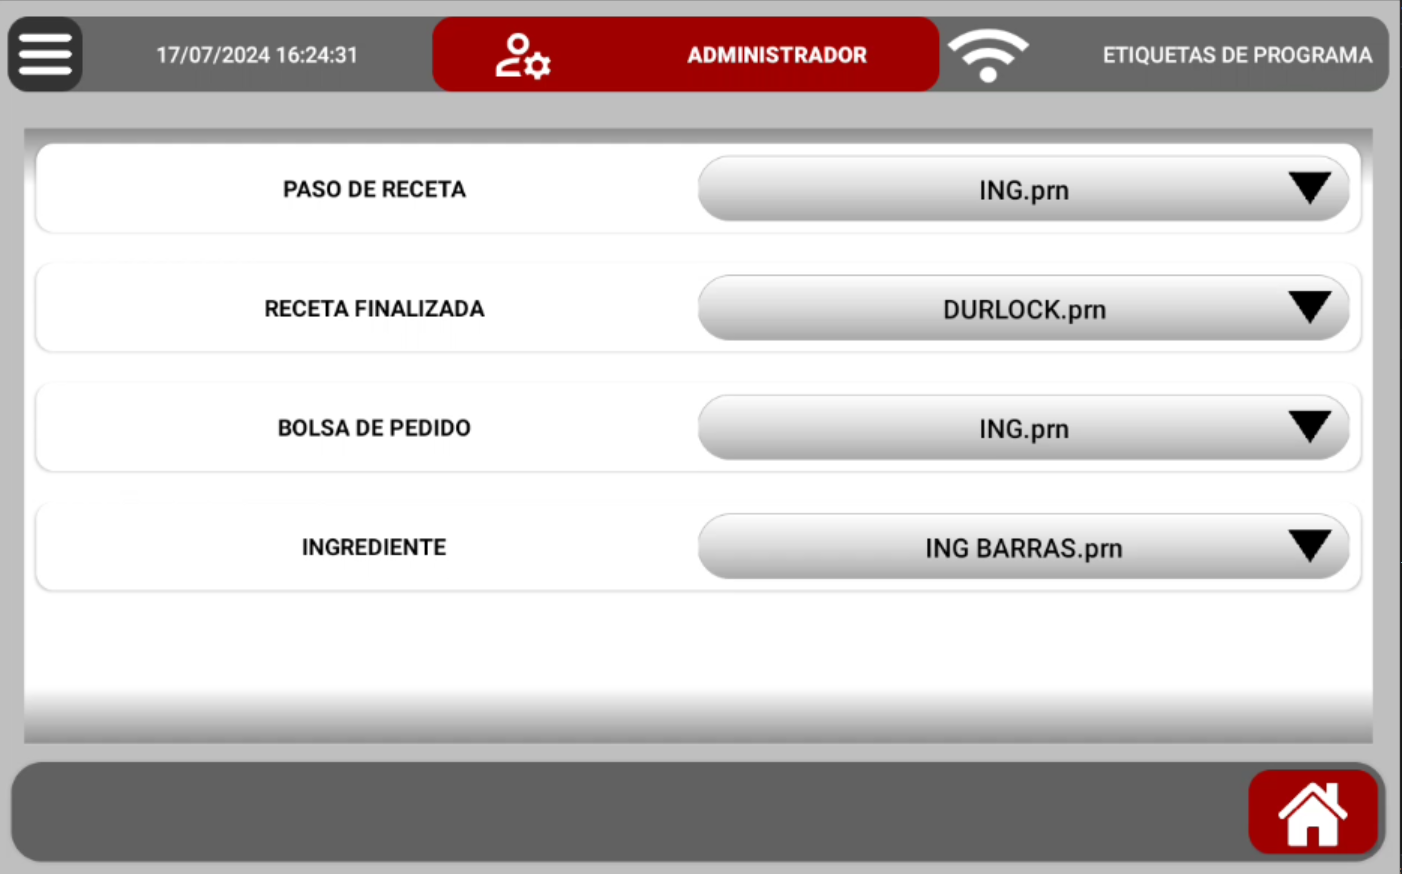 17/07/2024 16:24:31
ADMINISTRADOR
ETIQUETAS DE PROGRAMA
PASO DE RECETA
ING.prn
RECETA FINALIZADA
DURLOCK.prn
BOLSA DE PEDIDO
ING.prn
INGREDIENTE
ING BARRAS.prn